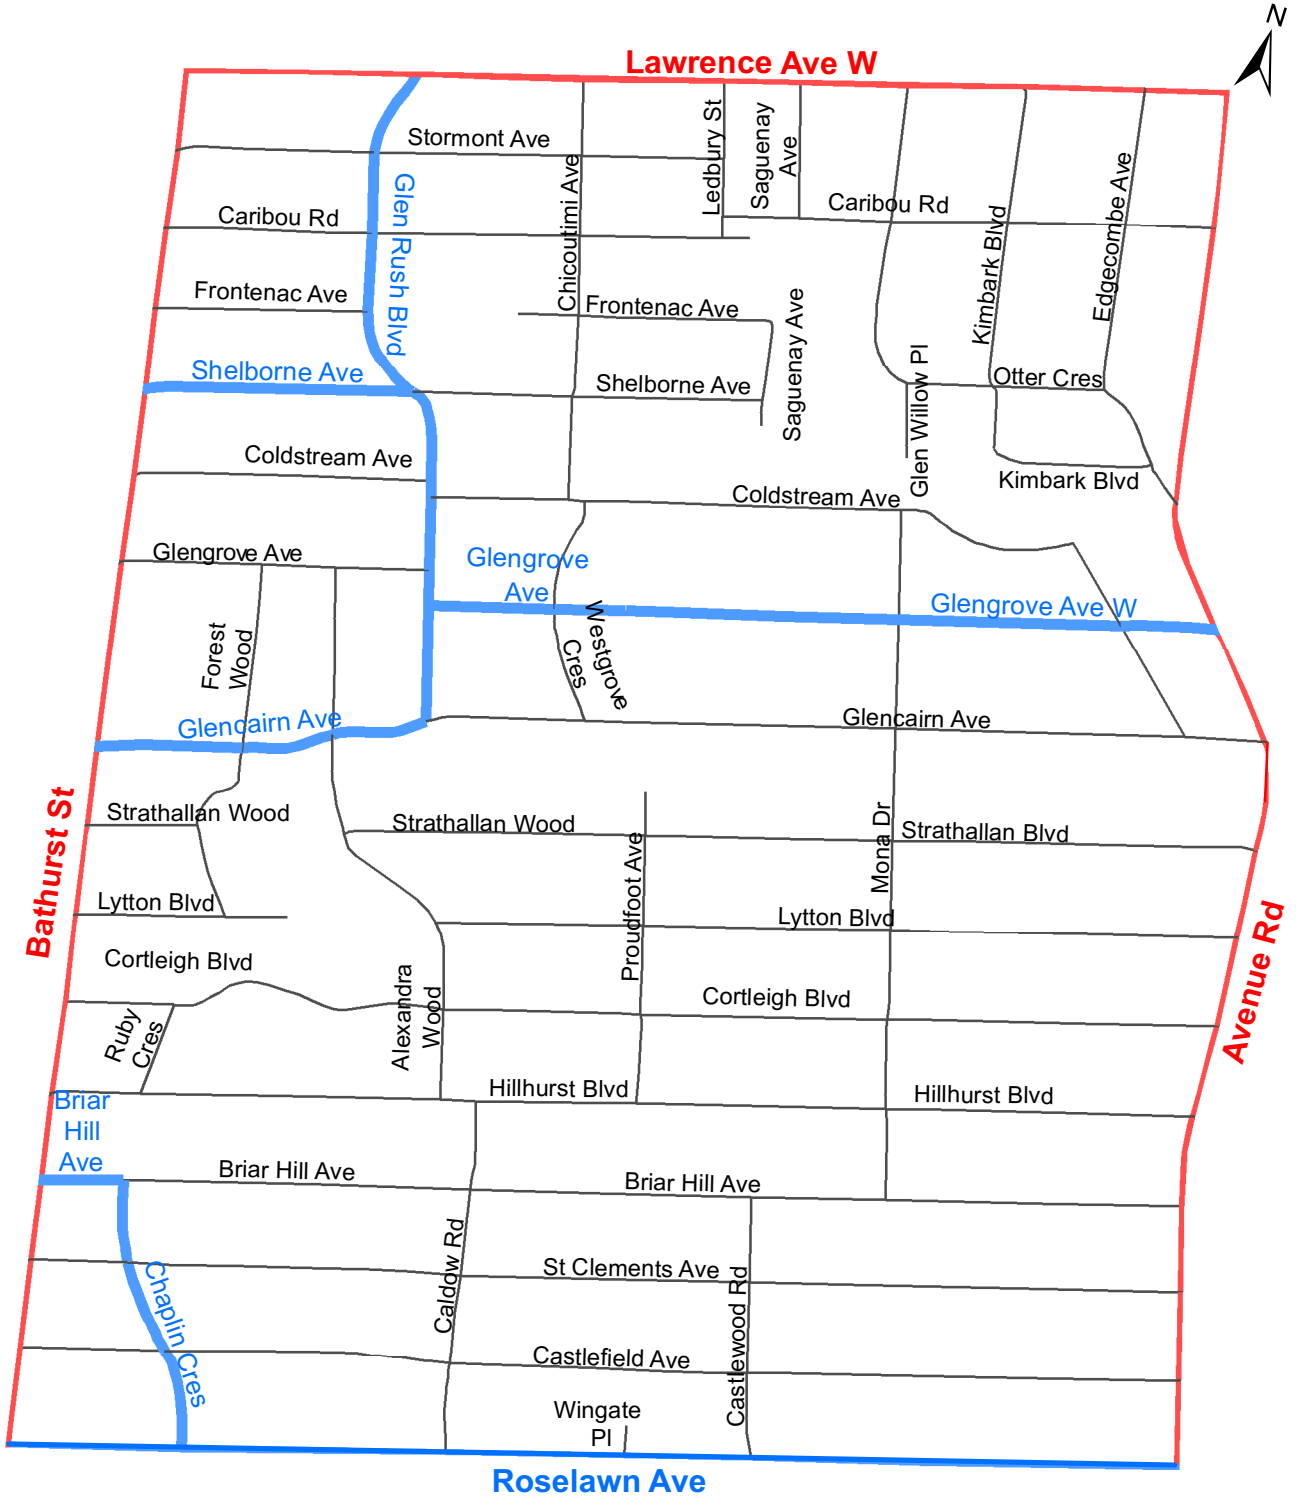 N
Lawrence Ave W
Stormont Ave
Ledbury St
Saguenay
Ave
Chicoutimi Ave
Glen Rush Blvd
Caribou Rd
Caribou Rd
Kimbark Blvd
Edgecombe Ave
Frontenac Ave
Frontenac Ave
Saguenay Ave
Shelborne Ave
Shelborne Ave
Glen Willow Pl
Otter Cres
Coldstream Ave
Coldstream Ave
Kimbark Blvd
Glengrove Ave
Glengrove
Ave
Glengrove Ave W
Westgrove
Cres
Forest
Wood
Glencairn Ave
Glencairn Ave
Bathurst St
Strathallan Wood
Strathallan Wood
Proudfoot Ave
Mona Dr
Strathallan Blvd
Lytton Blvd
Lytton Blvd
Avenue Rd
Cortleigh Blvd
Cortleigh Blvd
Alexandra
Wood
Ruby
Cres
Hillhurst Blvd
Hillhurst Blvd
Briar
Hill
Ave
Briar Hill Ave
Briar Hill Ave
Caldow Rd
St Clements Ave
Castlewood Rd
Chaplin Cres
Castlefield Ave
Wingate
Pl
Roselawn Ave